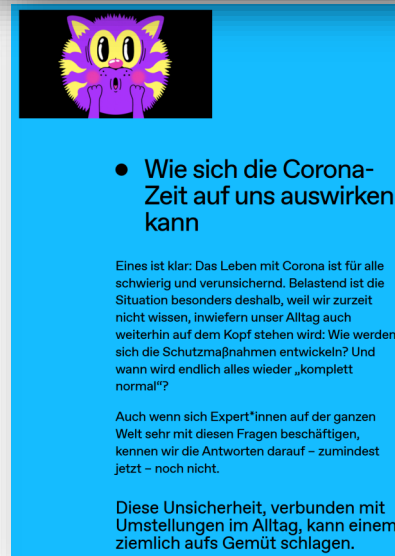 Wie sich die Corona-
Zeit auf uns auswirken
kann
Eines ist klar: Das Leben mit Corona ist für alle
schwierig und verunsichernd. Belastend ist die
Situation besonders deshalb, weil wir zurzeit
nicht wissen, inwiefern unser Alltag auch
weiterhin auf dem Kopf stehen wird: Wie werden
sich die Schutzmaßnahmen entwickeln? Und
wann wird endlich alles wieder „komplett
normal“?
Auch wenn sich Expert*innen auf der ganzen
Welt sehr mit diesen Fragen beschäftigen,
kennen wir die Antworten darauf – zumindest
jetzt – noch nicht.
Diese Unsicherheit, verbunden mit
Umstellungen im Alltag, kann einem
ziemlich aufs Gemüt schlagen.